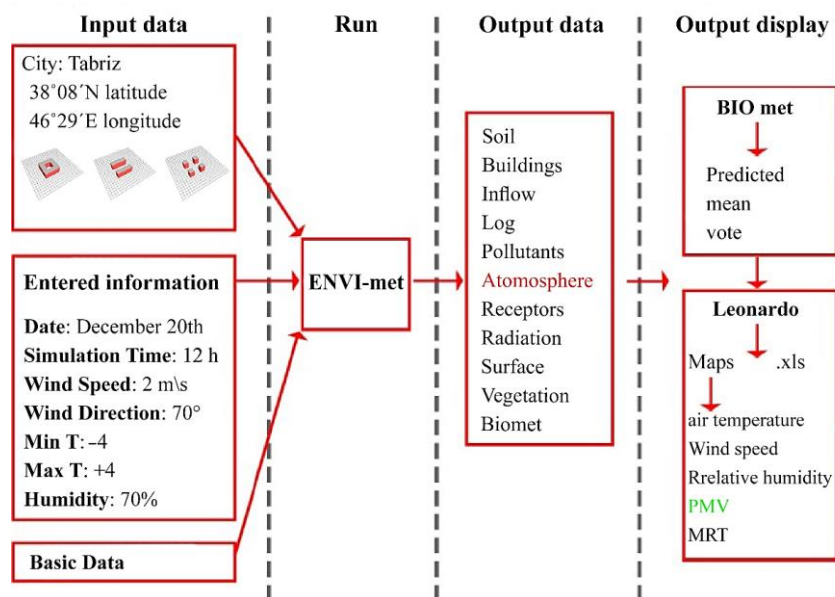 Input data
Run
Output data
Output display
City: Tabriz
38°08´N latitude
46°29´E longitude
Entered information
Date: December 20th
Simulation Time: 12 h
Wind Speed: 2 m\s
Wind Direction: 70°
Min T: –4
Max T: +4
Humidity: 70%
Basic Data
ENVI-met
Soil
Buildings
Inflow
Log
Pollutants
Atomosphere
Receptors
Radiation
Surface
Vegetation
Biomet
BIO met
Predicted
mean
vote
Leonardo
Maps .xls
air temperature
Wind speed
Rrelative humidity
PMV
MRT